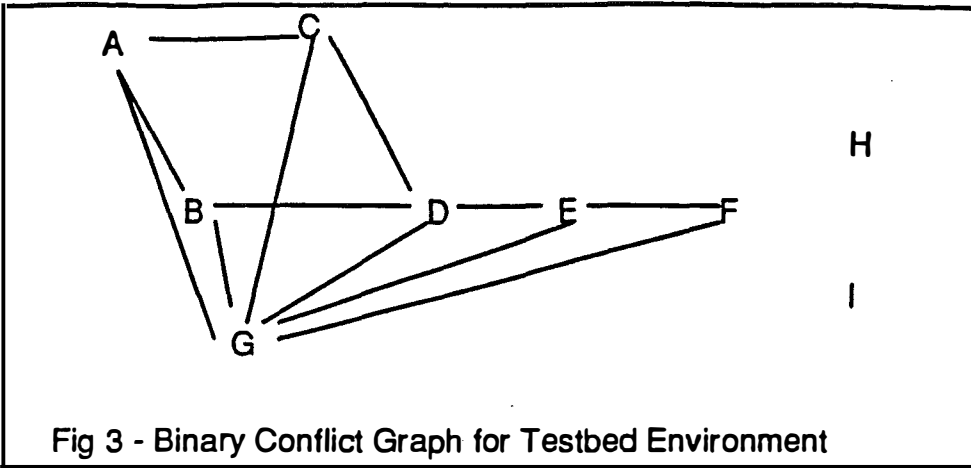 A
C
H
B
D
E
F
I
G
Fig 3 - Binary Conflict Graph for Testbed Environment